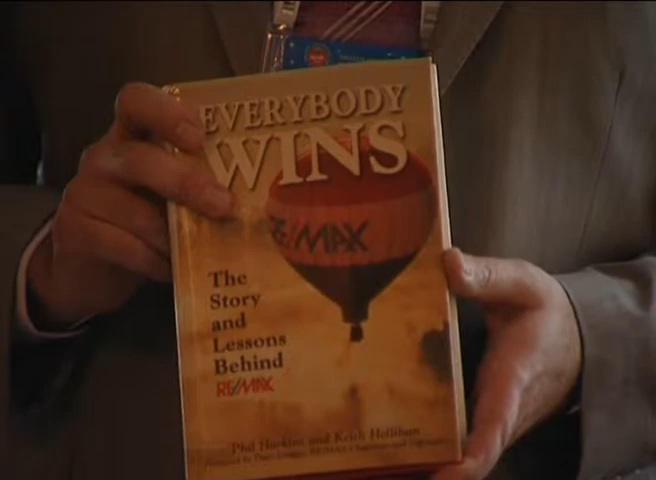 EVERYBODY
WINS
RE/MAX
The
Story
and
Lessons
Behind
RE/MAX
Phil Harkins and Keith Hollihan